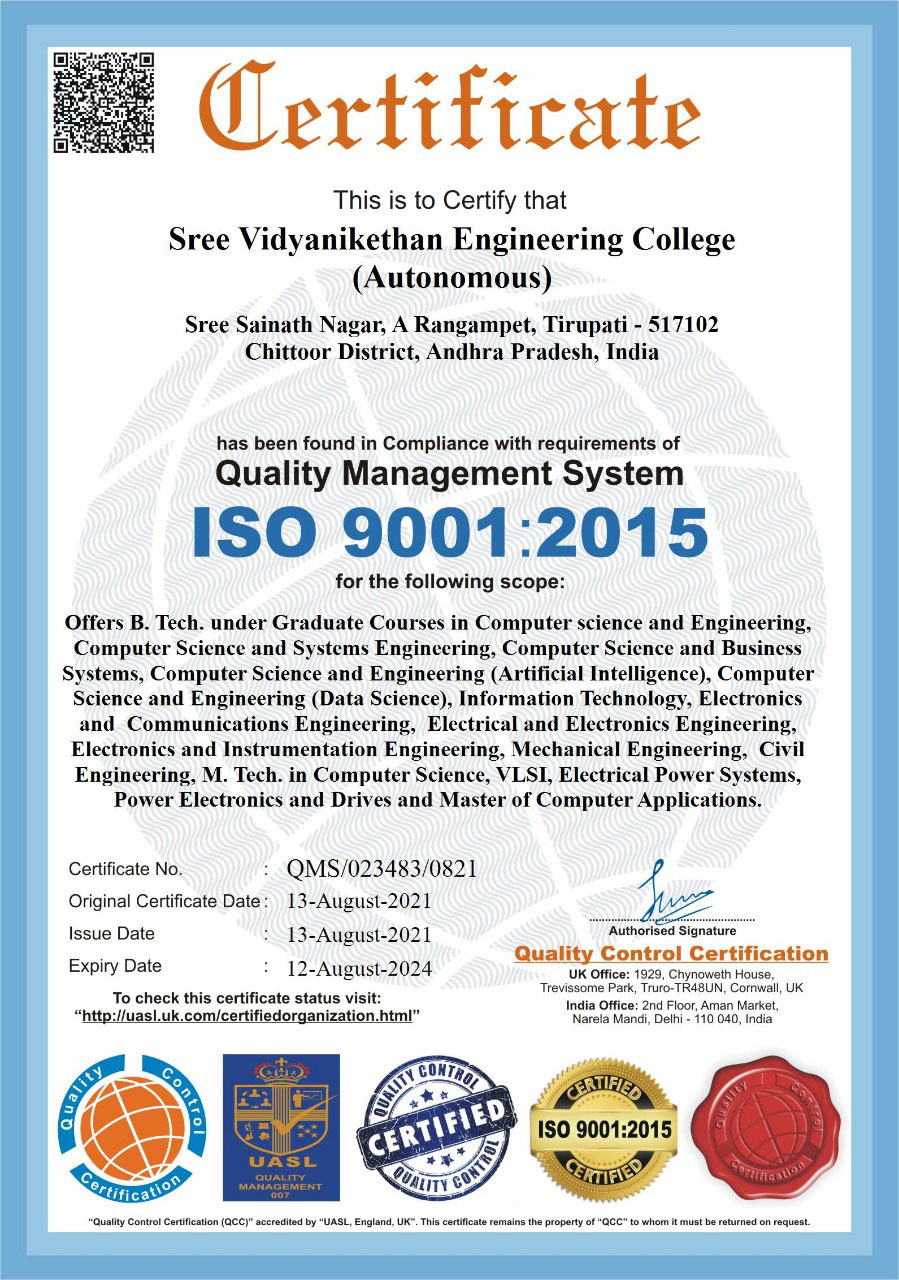 Certificate
This is to Certify that
Sree Vidyanikethan Engineering College
(Autonomous)
Sree Sainath Nagar, A Rangampet, Tirupati - 517102
Chittoor District, Andhra Pradesh, India
has been found in Compliance with requirements of
Quality Management System
ISO 9001:2015
for the following scope:
Offers B. Tech. under Graduate Courses in Computer science and Engineering,
Computer Science and Systems Engineering, Computer Science and Business
Systems, Computer Science and Engineering (Artificial Intelligence), Computer
Science and Engineering (Data Science), Information Technology, Electronics
and Communications Engineering, Electrical and Electronics Engineering,
Electronics and Instrumentation Engineering, Mechanical Engineering, Civil
Engineering, M. Tech. in Computer Science, VLSI, Electrical Power Systems,
Power Electronics and Drives and Master of Computer Applications.
Certificate No. : QMS/023483/0821
Original Certificate Date : 13-August-2021
Issue Date : 13-August-2021
Expiry Date : 12-August-2024
To check this certificate status visit:
“http://uasl.uk.com/certifiedorganization.html”
Authorised Signature
Quality Control Certification
UK Office: 1929, Chynoweth House,
Trevissome Park, Truro-TR48UN, Cornwall, UK
India Office: 2nd Floor, Aman Market,
Narela Mandi, Delhi - 110 040, India
Quality Control Certification
UASL
QUALITY
MANAGEMENT
007
QUALITY CONTROL
CERTIFIED
QUALITY CONTROL
CERTIFIED
ISO 9001:2015
CERTIFIED
Quality Control Certification
“Quality Control Certification (QCC)” accredited by “UASL, England, UK”. This certificate remains the property of “QCC” to whom it must be returned on request.